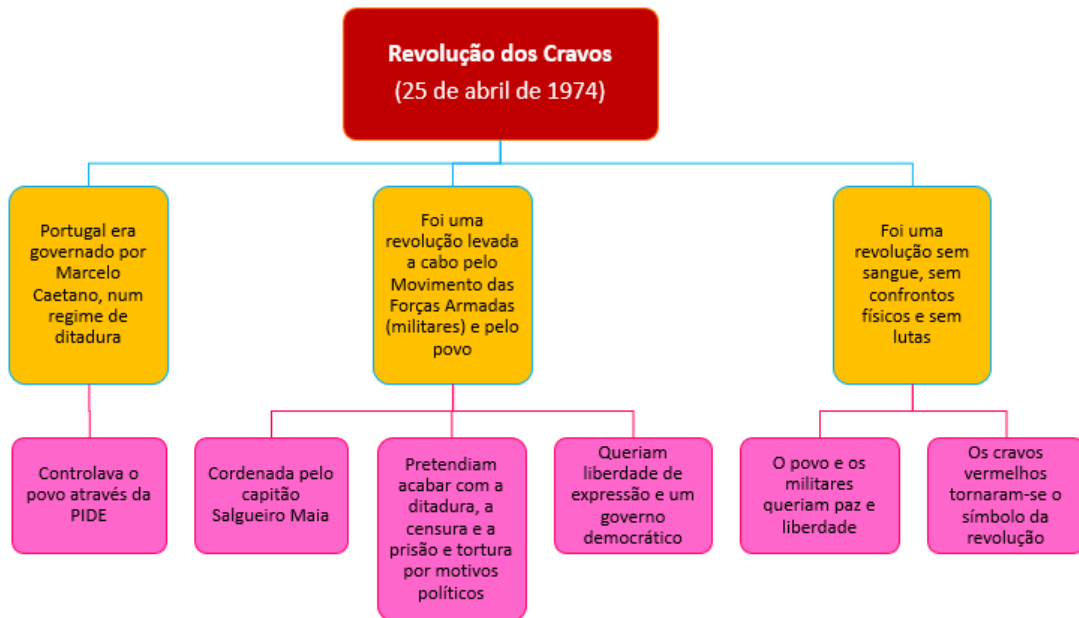 Revolução dos Cravos
(25 de abril de 1974)
Portugal era
governado por
Marcelo
Caetano, num
regime de
ditadura
Foi uma
revolução levada
a cabo pelo
Movimento das
Forças Armadas
(militares) e pelo
povo
Foi uma
revolução sem
sangue, sem
confrontos
físicos e sem
lutas
Controlava o
povo através da
PIDE
Cordenada pelo
capitão
Salgueiro Maia
Pretendiam
acabar com a
ditadura, a
censura e a
prisão e tortura
por motivos
políticos
Queriam
liberdade de
expressão e um
governo
democrático
O povo e os
militares
queriam paz e
liberdade
Os cravos
vermelhos
tornaram-se o
símbolo da
revolução